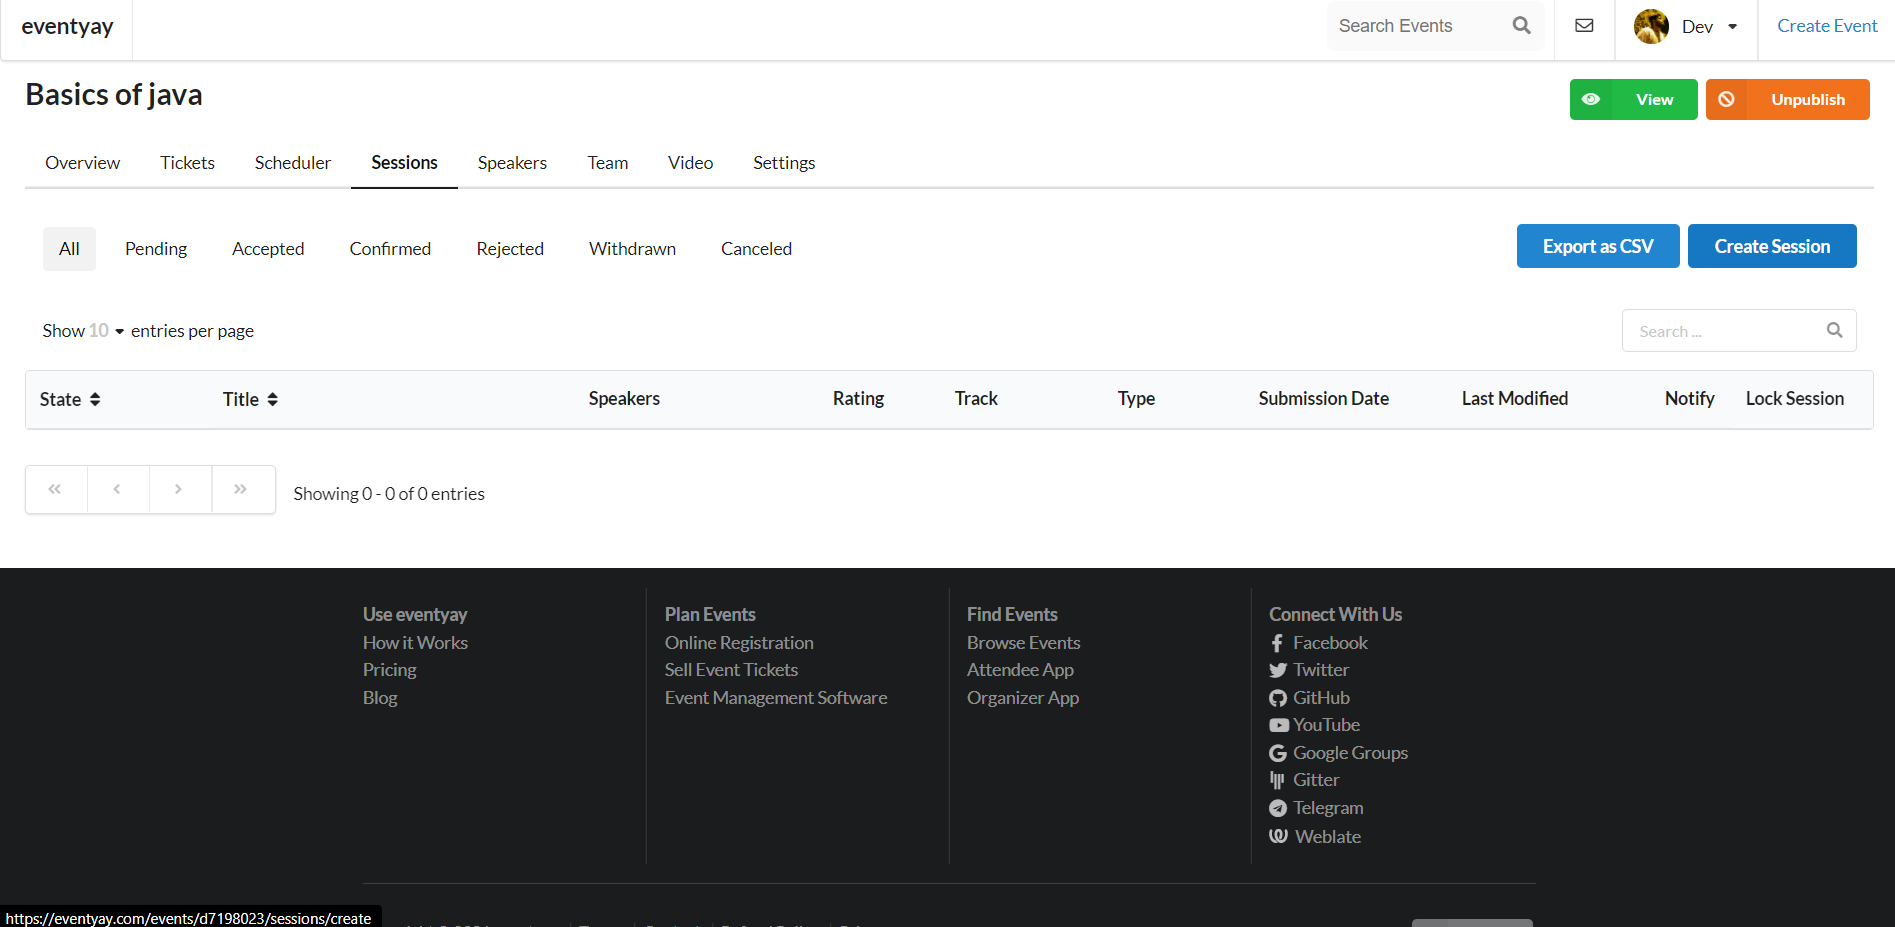 eventyay
Search Events
Dev
Create Event
Basics of java
View
Unpublish
Overview Tickets Scheduler Sessions Speakers Team Video Settings
All Pending Accepted Confirmed Rejected Withdrawn Canceled
Export as CSV
Create Session
Show 10 entries per page
Search ...
State Title Speakers Rating Track Type Submission Date Last Modified Notify Lock Session
« ‹ › »
Showing 0 - 0 of 0 entries
Use eventyay
How it Works
Pricing
Blog
Plan Events
Online Registration
Sell Event Tickets
Event Management Software
Find Events
Browse Events
Attendee App
Organizer App
Connect With Us
Facebook
Twitter
GitHub
YouTube
Google Groups
Gitter
Telegram
Weblate
https://eventyay.com/events/d7198023/sessions/create